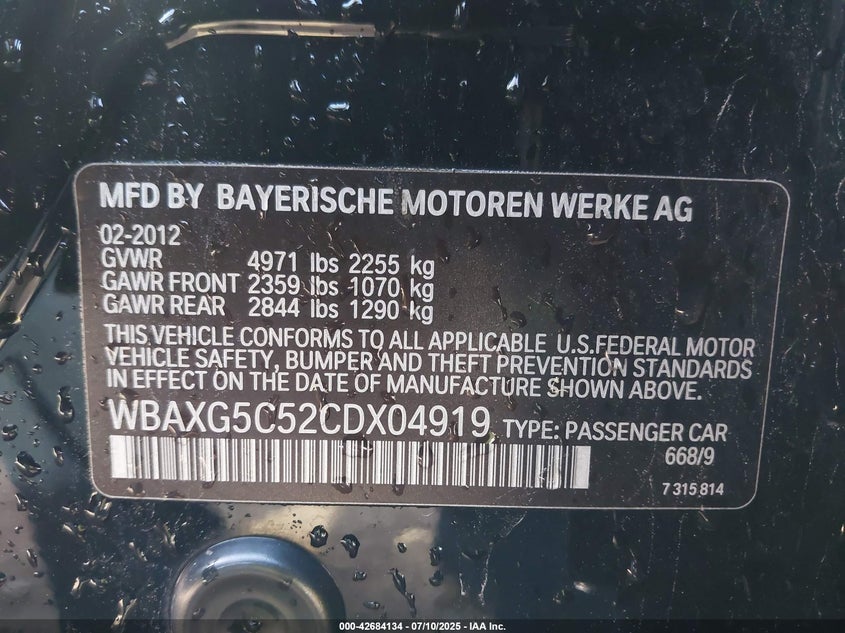 MFD BY BAYERISCHE MOTOREN WERKE AG
02-2012
GVWR 4971 lbs 2255 kg
GAWR FRONT 2359 lbs 1070 kg
GAWR REAR 2844 lbs 1290 kg
THIS VEHICLE CONFORMS TO ALL APPLICABLE U.S.FEDERAL MOTOR
VEHICLE SAFETY, BUMPER AND THEFT PREVENTION STANDARDS
IN EFFECT ON THE DATE OF MANUFACTURE SHOWN ABOVE.
WBAXG5C52CDX04919 TYPE: PASSENGER CAR
668/9
7 315 814
000-42684134 - 07/10/2025 - IAA Inc.